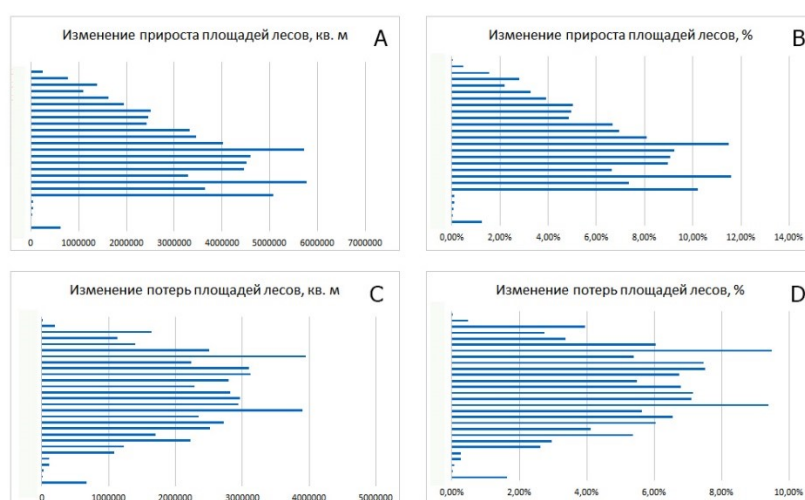 Изменение прироста площадей лесов, кв. м A
0 1000000 2000000 3000000 4000000 5000000 6000000 7000000
Изменение прироста площадей лесов, % B
0,00% 2,00% 4,00% 6,00% 8,00% 10,00% 12,00% 14,00%
Изменение потерь площадей лесов, кв. м C
0 1000000 2000000 3000000 4000000 5000000
Изменение потерь площадей лесов, % D
0,00% 2,00% 4,00% 6,00% 8,00% 10,00%